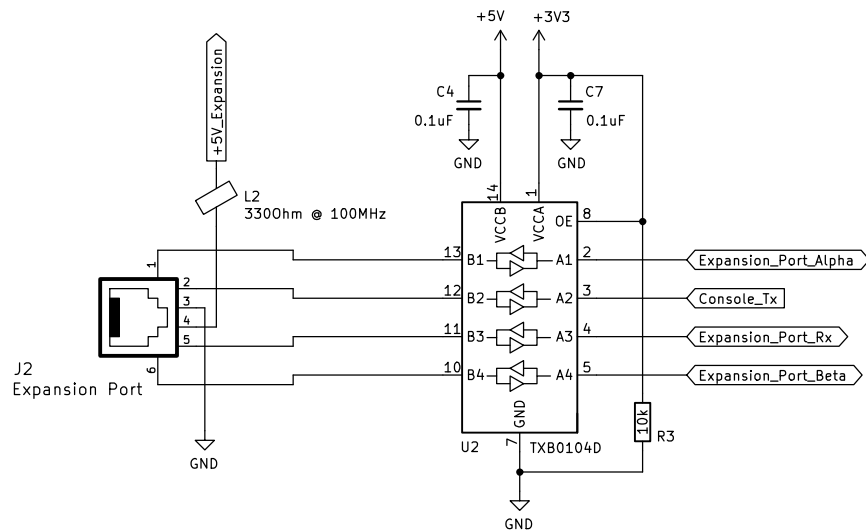 +5V
+3V3
+5V_Expansion
C4
0.1uF
C7
0.1uF
GND
GND
L2
330Ohm @ 100MHz
14
1
VCCB
VCCA
OE
8
1
13
B1
A1
2
Expansion_Port_Alpha
2
12
B2
A2
3
Console_Tx
3
4
11
B3
A3
4
Expansion_Port_Rx
5
6
10
B4
A4
5
Expansion_Port_Beta
J2
Expansion Port
GND
GND
7
U2
TXB0104D
10k
R3
GND